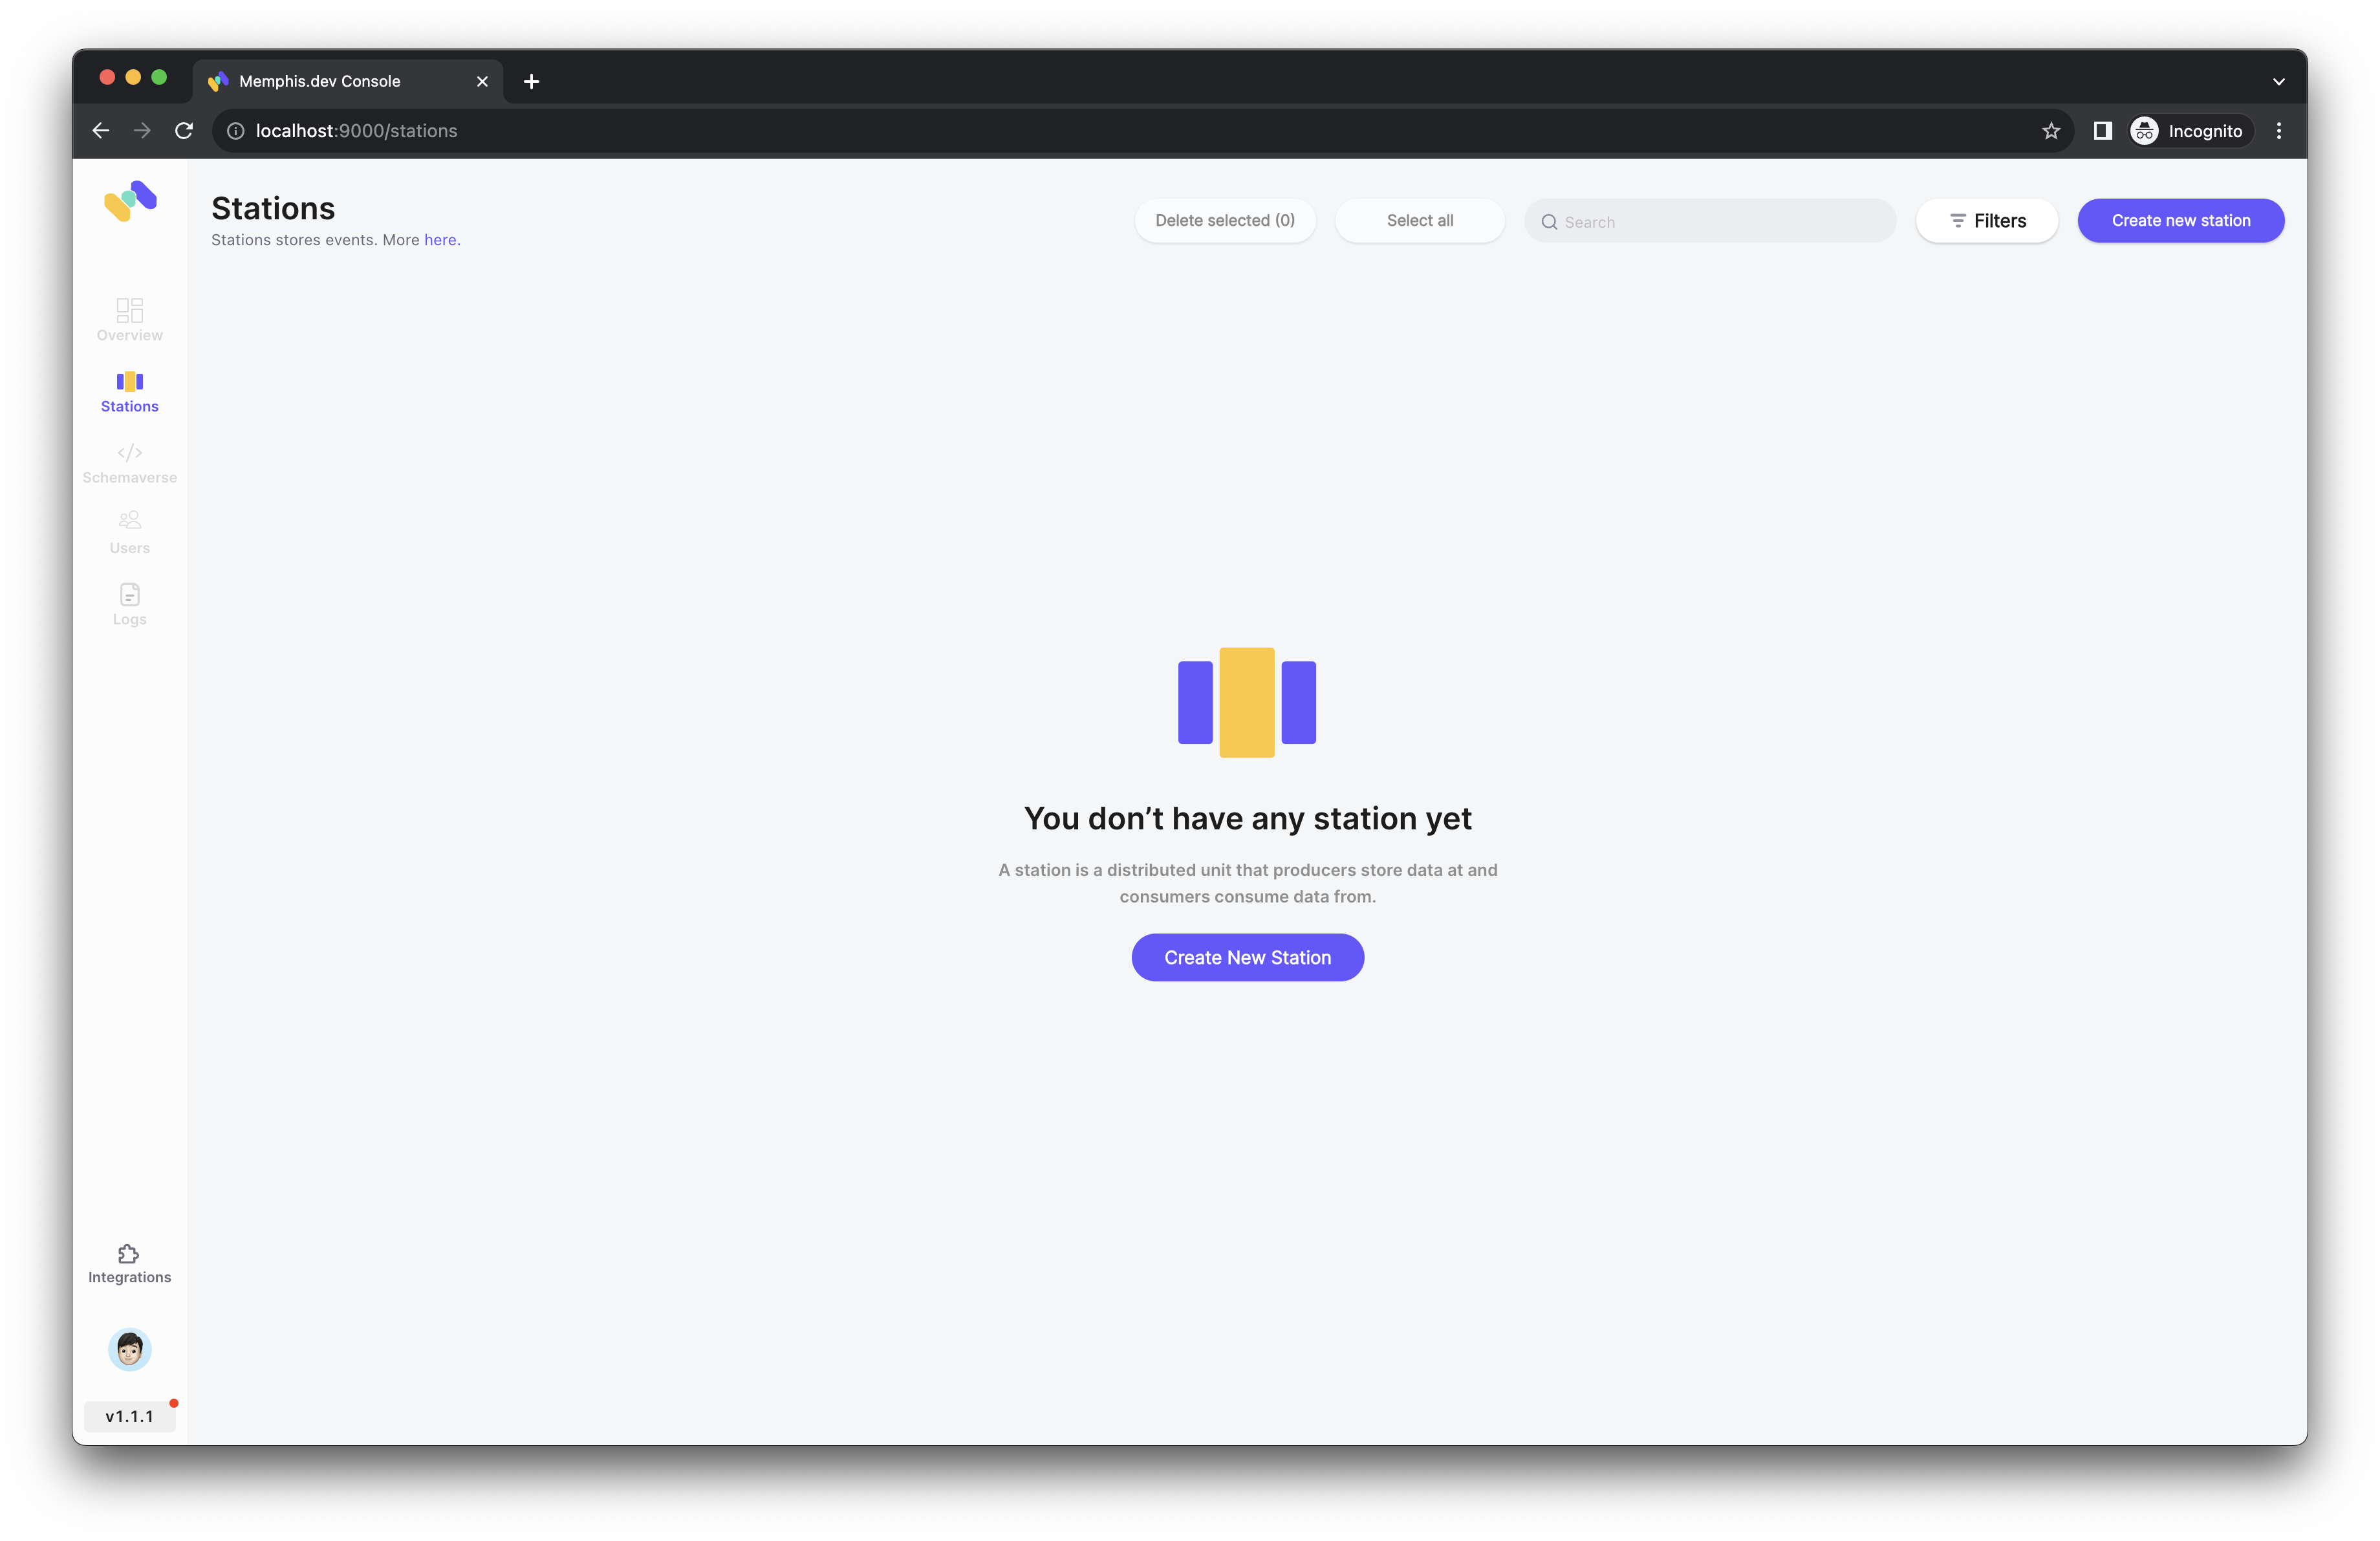 Memphis.dev Console
localhost:9000/stations
Incognito
Stations
Stations stores events. More here.
Delete selected (0)
Select all
Search
Filters
Create new station
Overview
Stations
Schemaverse
Users
Logs
You don’t have any station yet
A station is a distributed unit that producers store data at and
consumers consume data from.
Create New Station
Integrations
v1.1.1